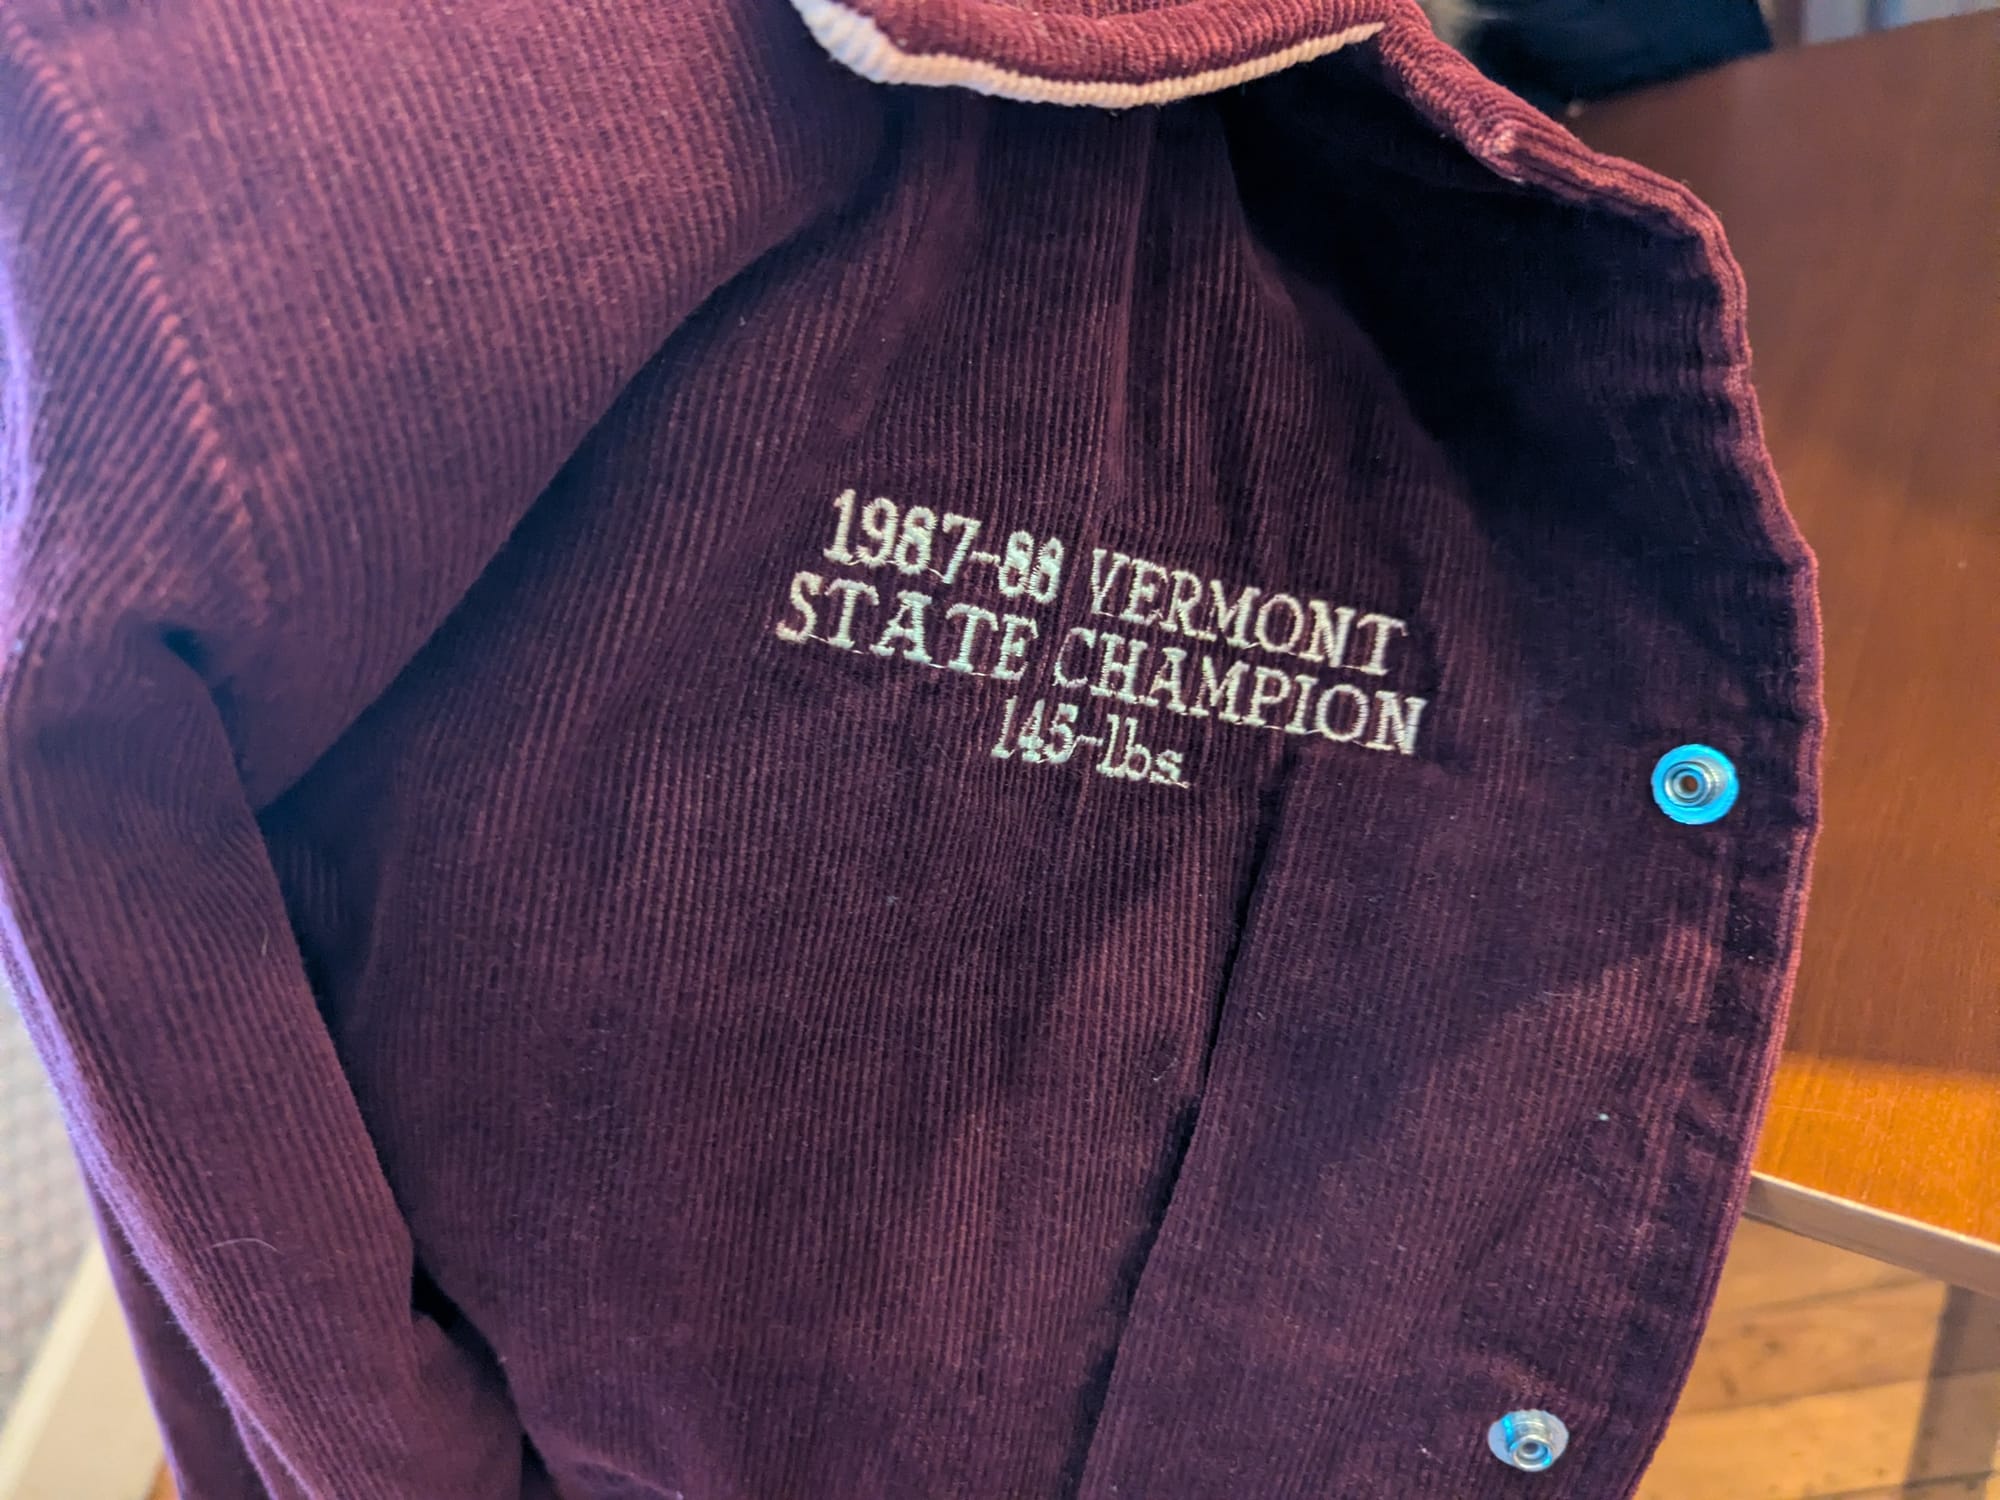 1987-88 VERMONT
STATE CHAMPION
145-lbs.